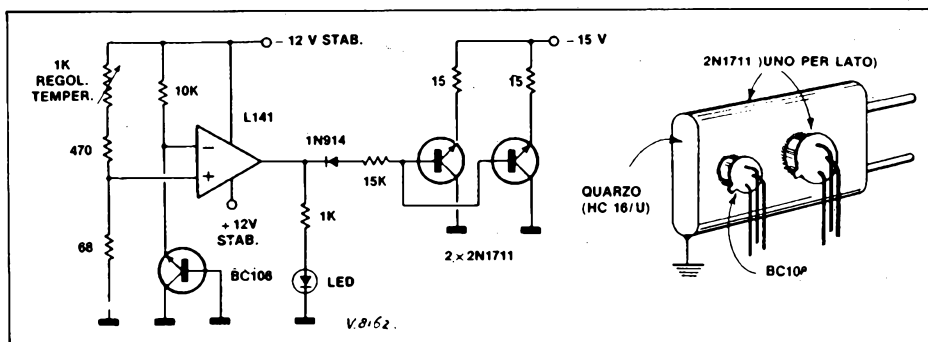 − 12 V STAB.
− 15 V
1K
REGOL.
TEMPER.
10K
L141
15
15
2N1711 )UNO PER LATO)
470
1N914
−
+
15K
QUARZO
(HC 16/U)
+ 12V
STAB.
1K
68
BC106
LED
2 × 2N1711
V.8162.